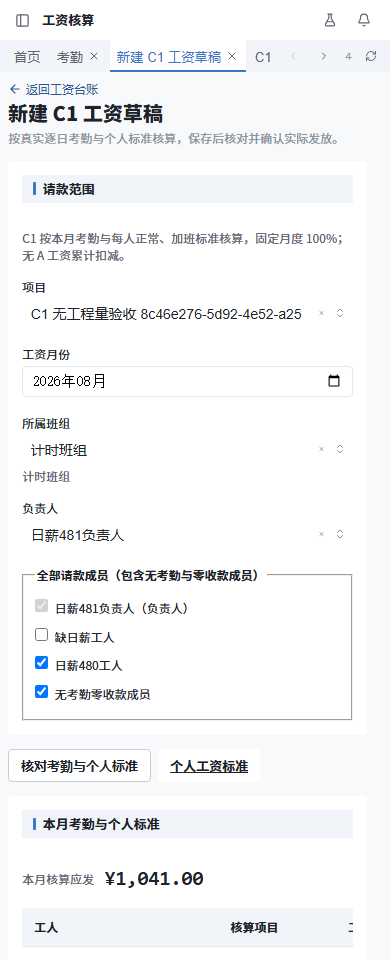 工资核算
首页 考勤 新建 C1 工资草稿 C1 4
返回工资台账
新建 C1 工资草稿
按真实逐日考勤与个人标准核算，保存后核对并确认实际发放。
请款范围
C1 按本月考勤与每人正常、加班标准核算，固定月度 100%；
无 A 工资累计扣减。
项目
C1 无工程量验收 8c46e276-5d92-4e52-a25
工资月份
2026年08月
所属班组
计时班组
计时班组
负责人
日薪481负责人
全部请款成员（包含无考勤与零收款成员）
日薪481负责人（负责人）
缺日薪工人
日薪480工人
无考勤零收款成员
核对考勤与个人标准 个人工资标准
本月考勤与个人标准
本月核算应发 ¥1,041.00
工人 核算项目